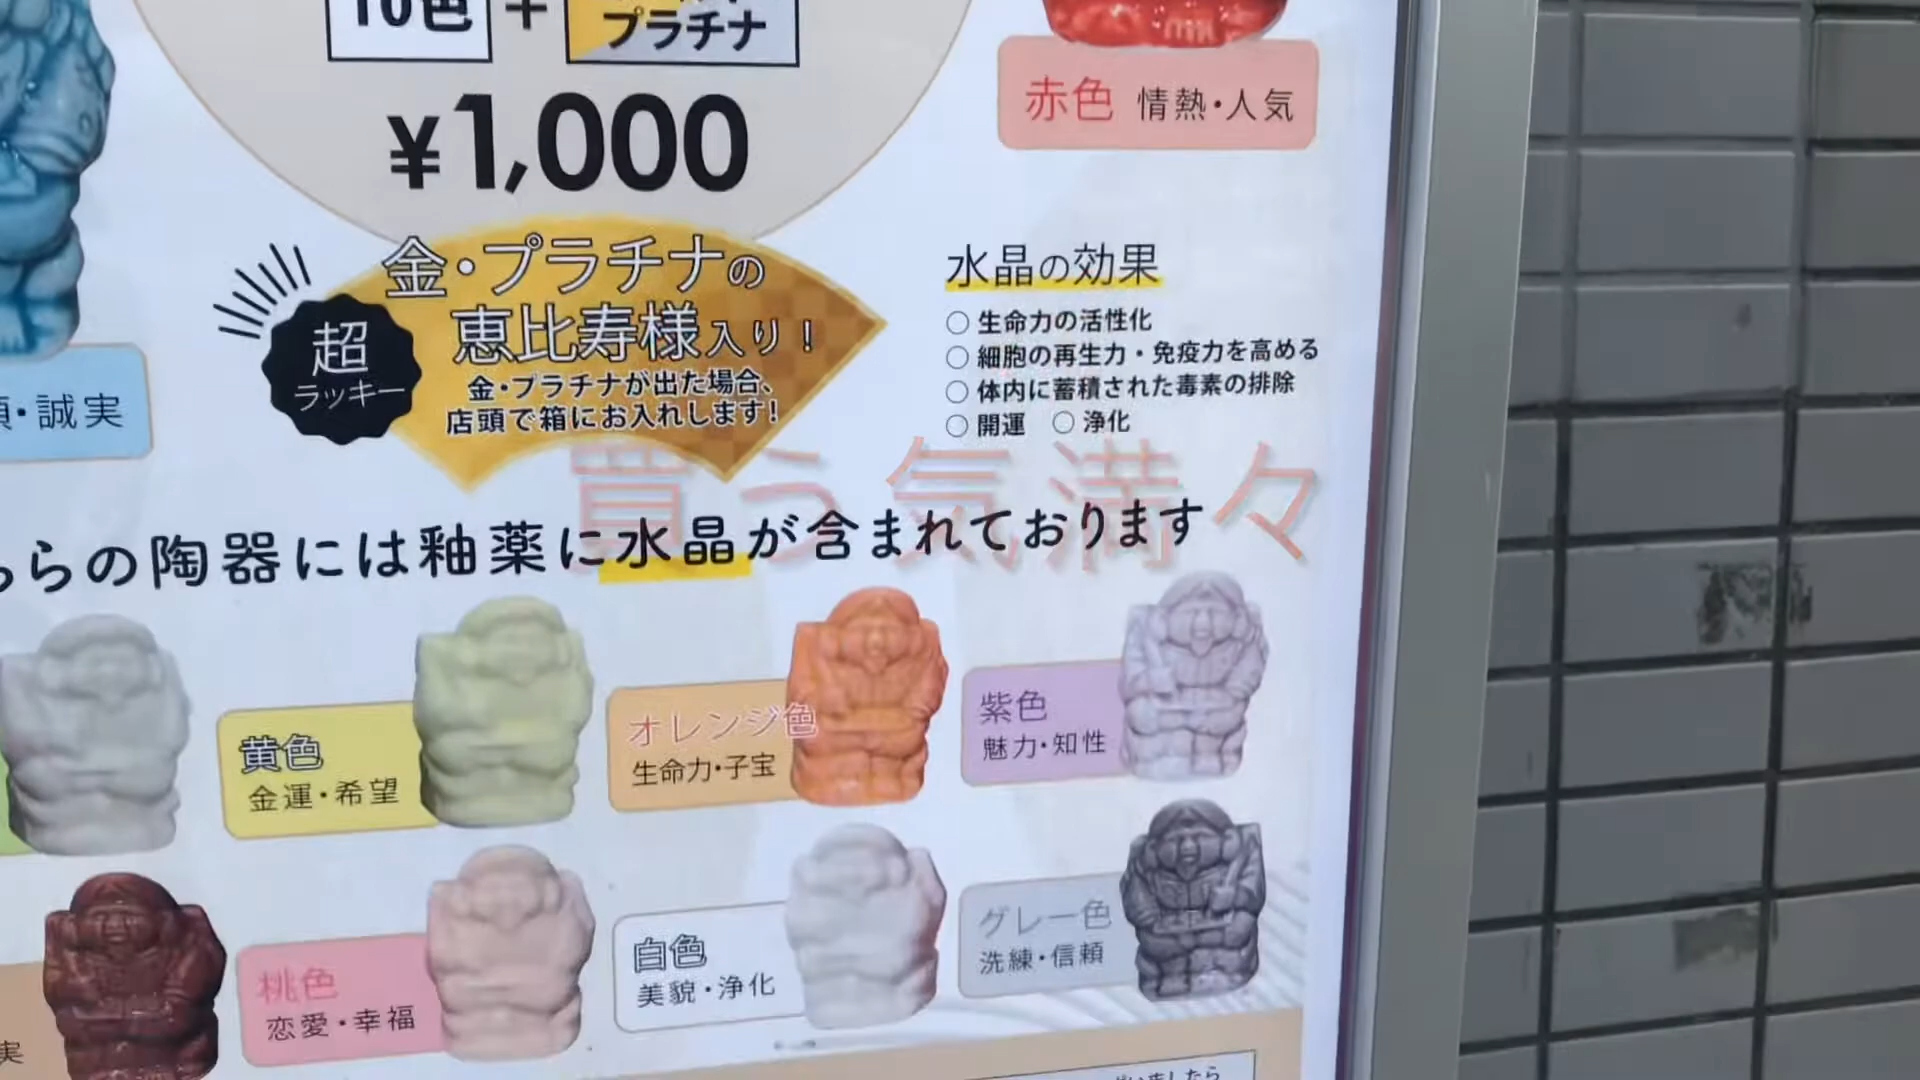 10色 + プラチナ
¥1,000
赤色 情熱・人気
金・プラチナの
恵比寿様入り！
超
ラッキー
金・プラチナが出た場合、
店頭で箱にお入れします！
水晶の効果
○ 生命力の活性化
○ 細胞の再生力・免疫力を高める
○ 体内に蓄積された毒素の排除
○ 開運 ○ 浄化
・誠実
買う気満々
らの陶器には釉薬に水晶が含まれております
黄色
金運・希望
オレンジ色
生命力・子宝
紫色
魅力・知性
桃色
恋愛・幸福
白色
美貌・浄化
グレー色
洗練・信頼
実